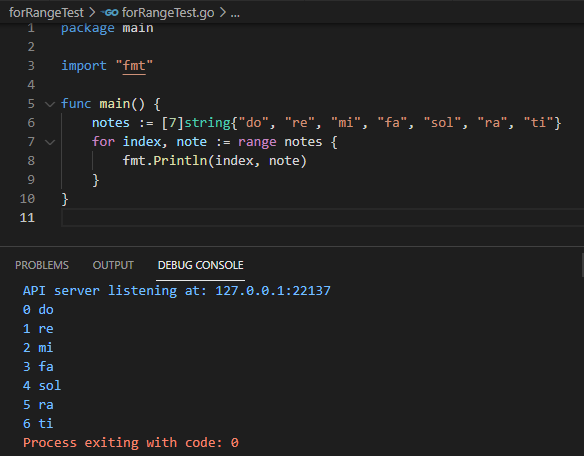 forRangeTest > GO forRangeTest.go > ...
1 package main
2
3 import "fmt"
4
5 func main() {
6 notes := [7]string{"do", "re", "mi", "fa", "sol", "ra", "ti"}
7 for index, note := range notes {
8 fmt.Println(index, note)
9 }
10 }
11
PROBLEMS OUTPUT DEBUG CONSOLE
API server listening at: 127.0.0.1:22137
0 do
1 re
2 mi
3 fa
4 sol
5 ra
6 ti
Process exiting with code: 0